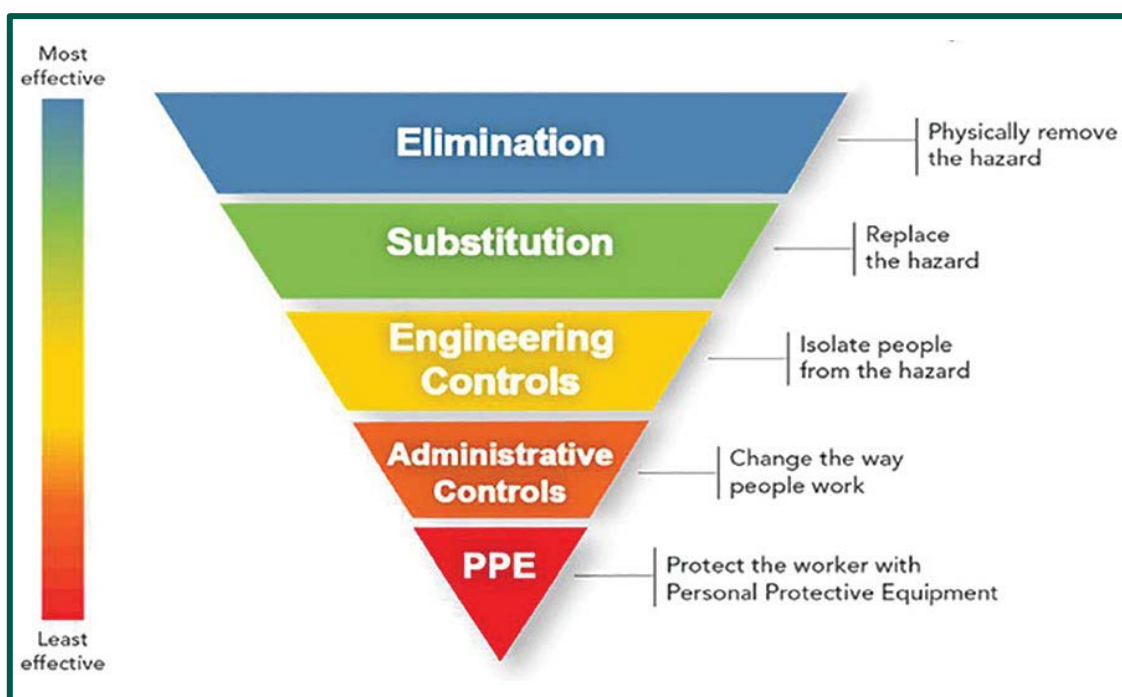 Most
effective
Elimination
Physically remove
the hazard
Substitution
Replace
the hazard
Engineering
Controls
Isolate people
from the hazard
Administrative
Controls
Change the way
people work
PPE
Protect the worker with
Personal Protective Equipment
Least
effective